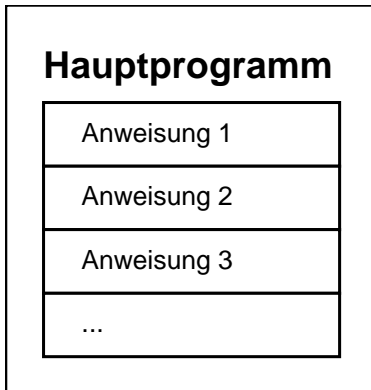 Hauptprogramm
Anweisung 1
Anweisung 2
Anweisung 3
...